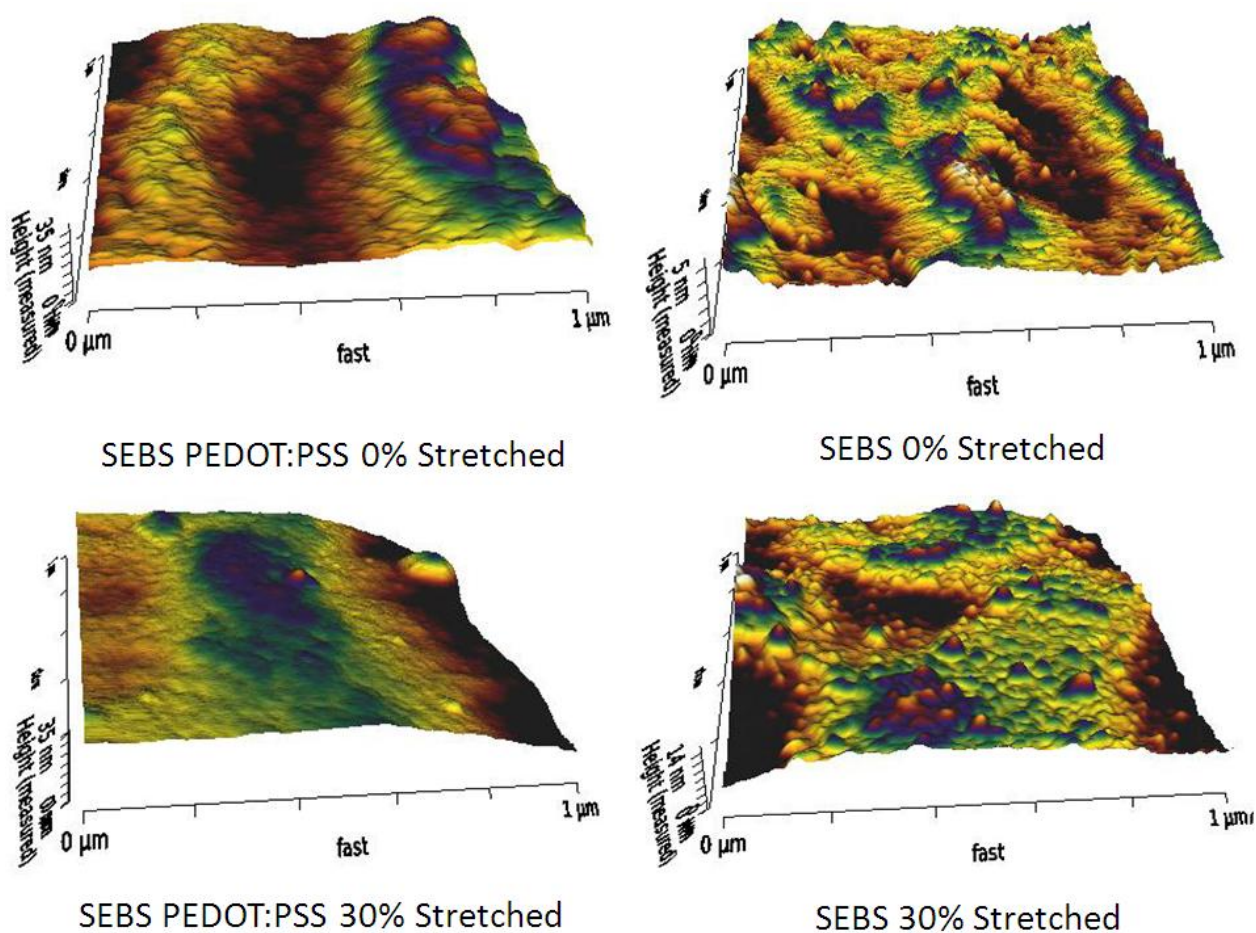 35 nm
Height (measured)
0 µm
1 µm
fast
SEBS PEDOT:PSS 0% Stretched
5 nm
Height (measured)
0 µm
1 µm
fast
SEBS 0% Stretched
35 nm
Height (measured)
0 µm
1 µm
fast
SEBS PEDOT:PSS 30% Stretched
14 nm
Height (measured)
0 µm
1 µm
fast
SEBS 30% Stretched